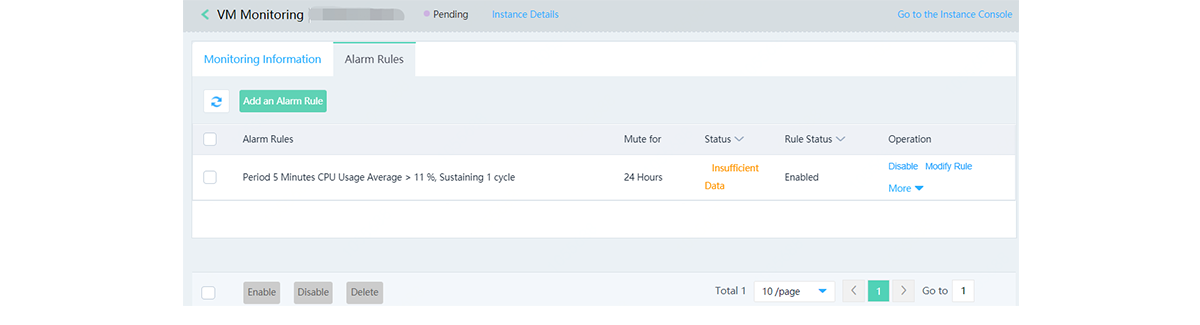 VM Monitoring Pending Instance Details Go to the Instance Console
Monitoring Information Alarm Rules
Add an Alarm Rule
Alarm Rules Mute for Status Rule Status Operation
Period 5 Minutes CPU Usage Average > 11 %, Sustaining 1 cycle 24 Hours Insufficient Data Enabled Disable Modify Rule
More
Enable Disable Delete Total 1 10 /page 1 Go to 1